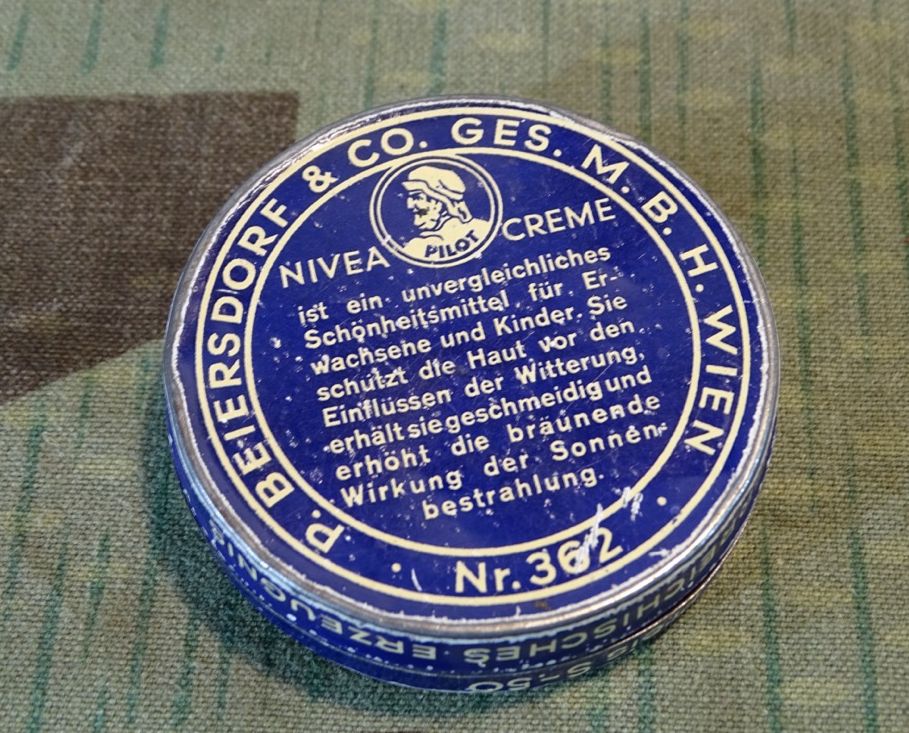 P. BEIERSDORF & CO. GES. M. B. H. WIEN
PILOT
NIVEA CREME
ist ein unvergleichliches
Schönheitsmittel für Er-
wachsene und Kinder. Sie
schützt die Haut vor den
Einflüssen der Witterung,
erhält sie geschmeidig und
erhöht die bräunende
Wirkung der Sonnen-
bestrahlung.
Nr. 362